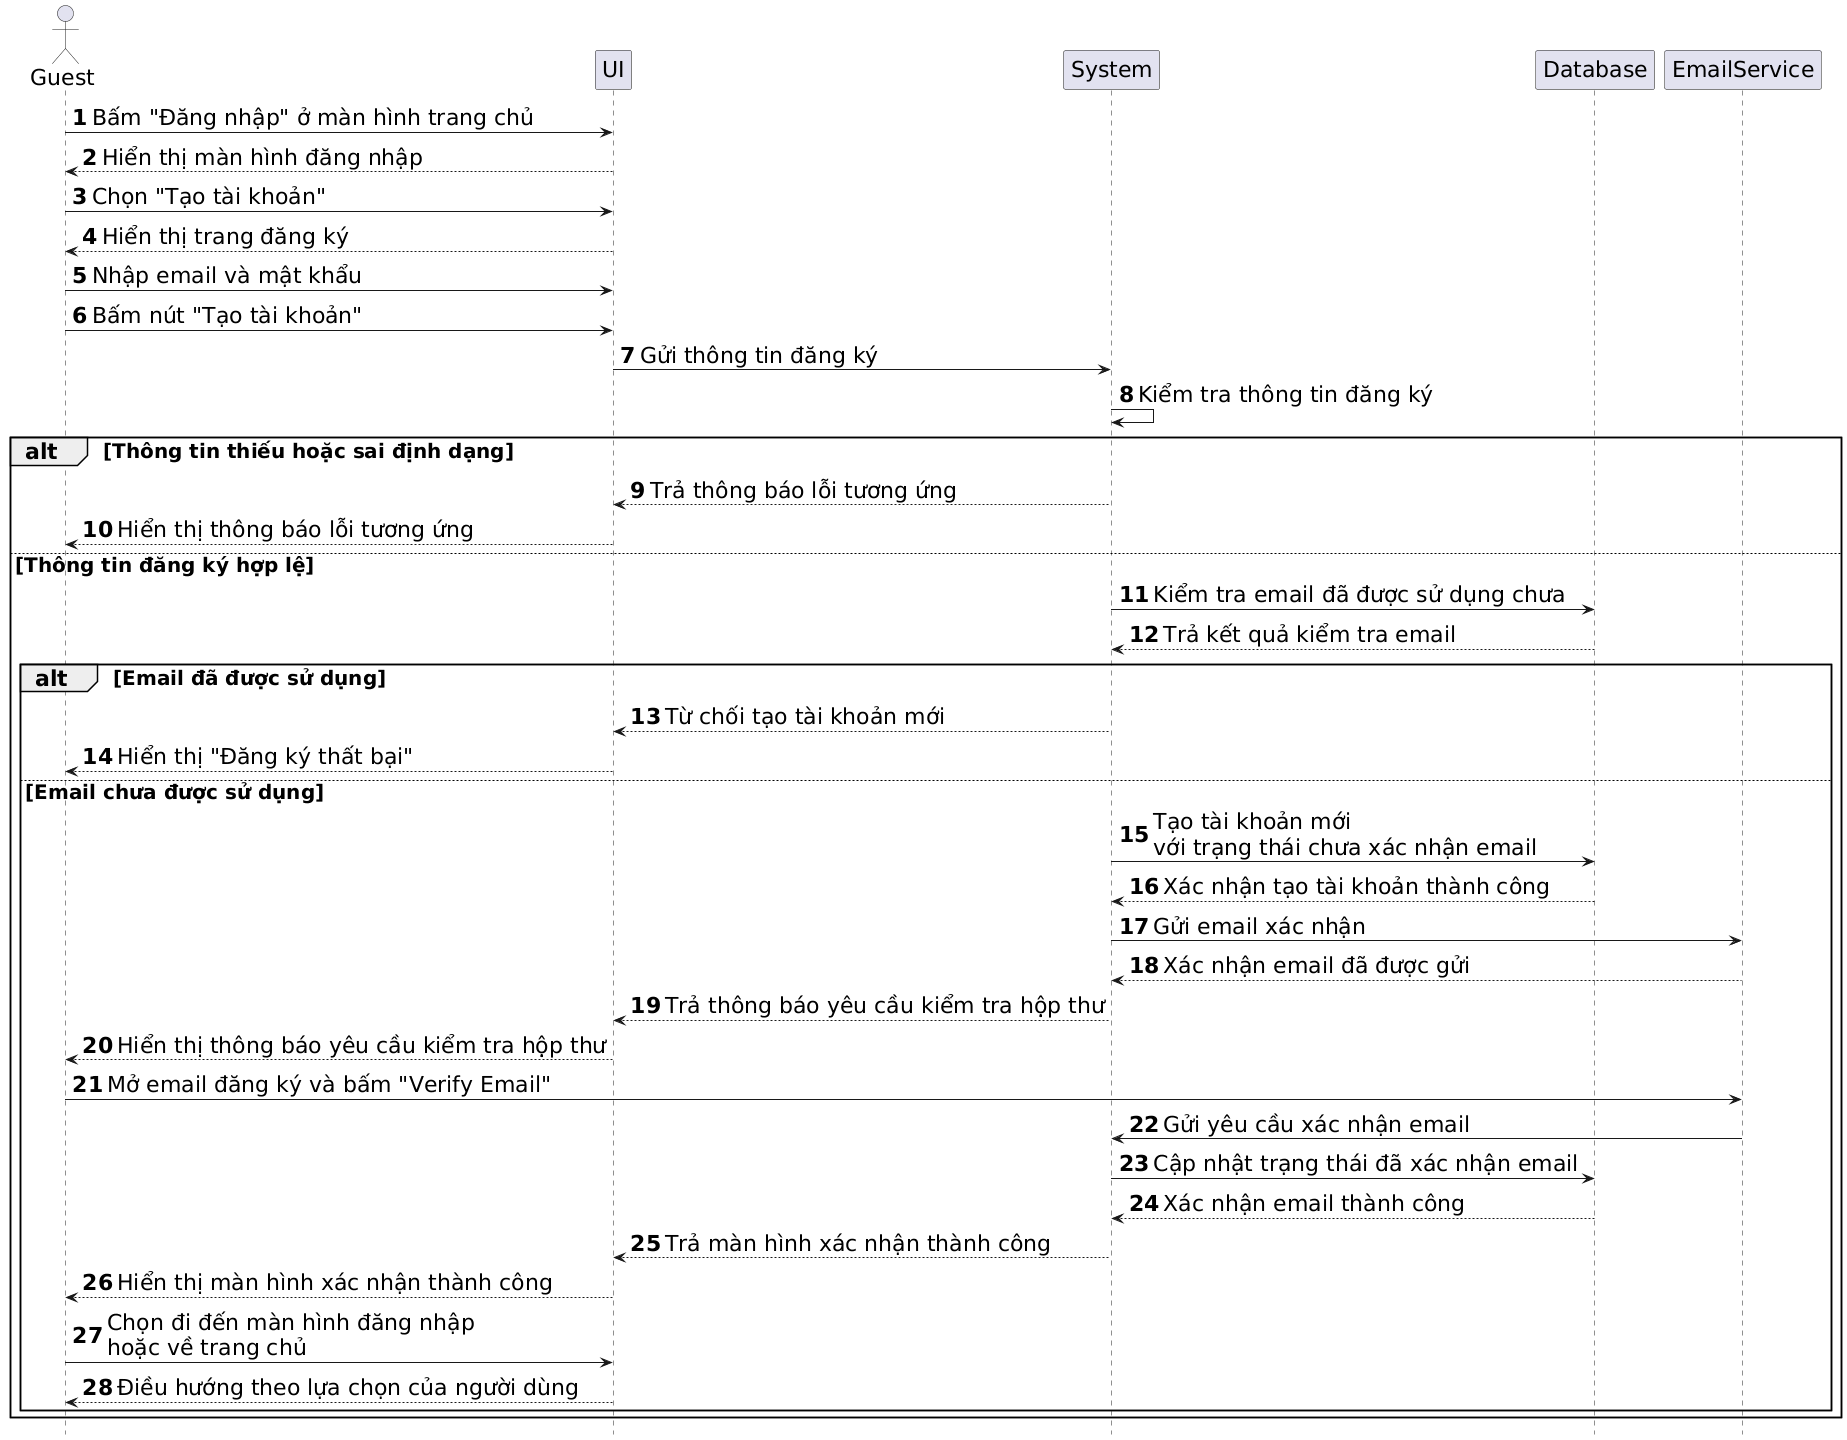 Guest
UI
System
Database
EmailService
1 Bấm "Đăng nhập" ở màn hình trang chủ
2 Hiển thị màn hình đăng nhập
3 Chọn "Tạo tài khoản"
4 Hiển thị trang đăng ký
5 Nhập email và mật khẩu
6 Bấm nút "Tạo tài khoản"
7 Gửi thông tin đăng ký
8 Kiểm tra thông tin đăng ký
alt [Thông tin thiếu hoặc sai định dạng]
9 Trả thông báo lỗi tương ứng
10 Hiển thị thông báo lỗi tương ứng
[Thông tin đăng ký hợp lệ]
11 Kiểm tra email đã được sử dụng chưa
12 Trả kết quả kiểm tra email
alt [Email đã được sử dụng]
13 Từ chối tạo tài khoản mới
14 Hiển thị "Đăng ký thất bại"
[Email chưa được sử dụng]
15 Tạo tài khoản mới
với trạng thái chưa xác nhận email
16 Xác nhận tạo tài khoản thành công
17 Gửi email xác nhận
18 Xác nhận email đã được gửi
19 Trả thông báo yêu cầu kiểm tra hộp thư
20 Hiển thị thông báo yêu cầu kiểm tra hộp thư
21 Mở email đăng ký và bấm "Verify Email"
22 Gửi yêu cầu xác nhận email
23 Cập nhật trạng thái đã xác nhận email
24 Xác nhận email thành công
25 Trả màn hình xác nhận thành công
26 Hiển thị màn hình xác nhận thành công
27 Chọn đi đến màn hình đăng nhập
hoặc về trang chủ
28 Điều hướng theo lựa chọn của người dùng